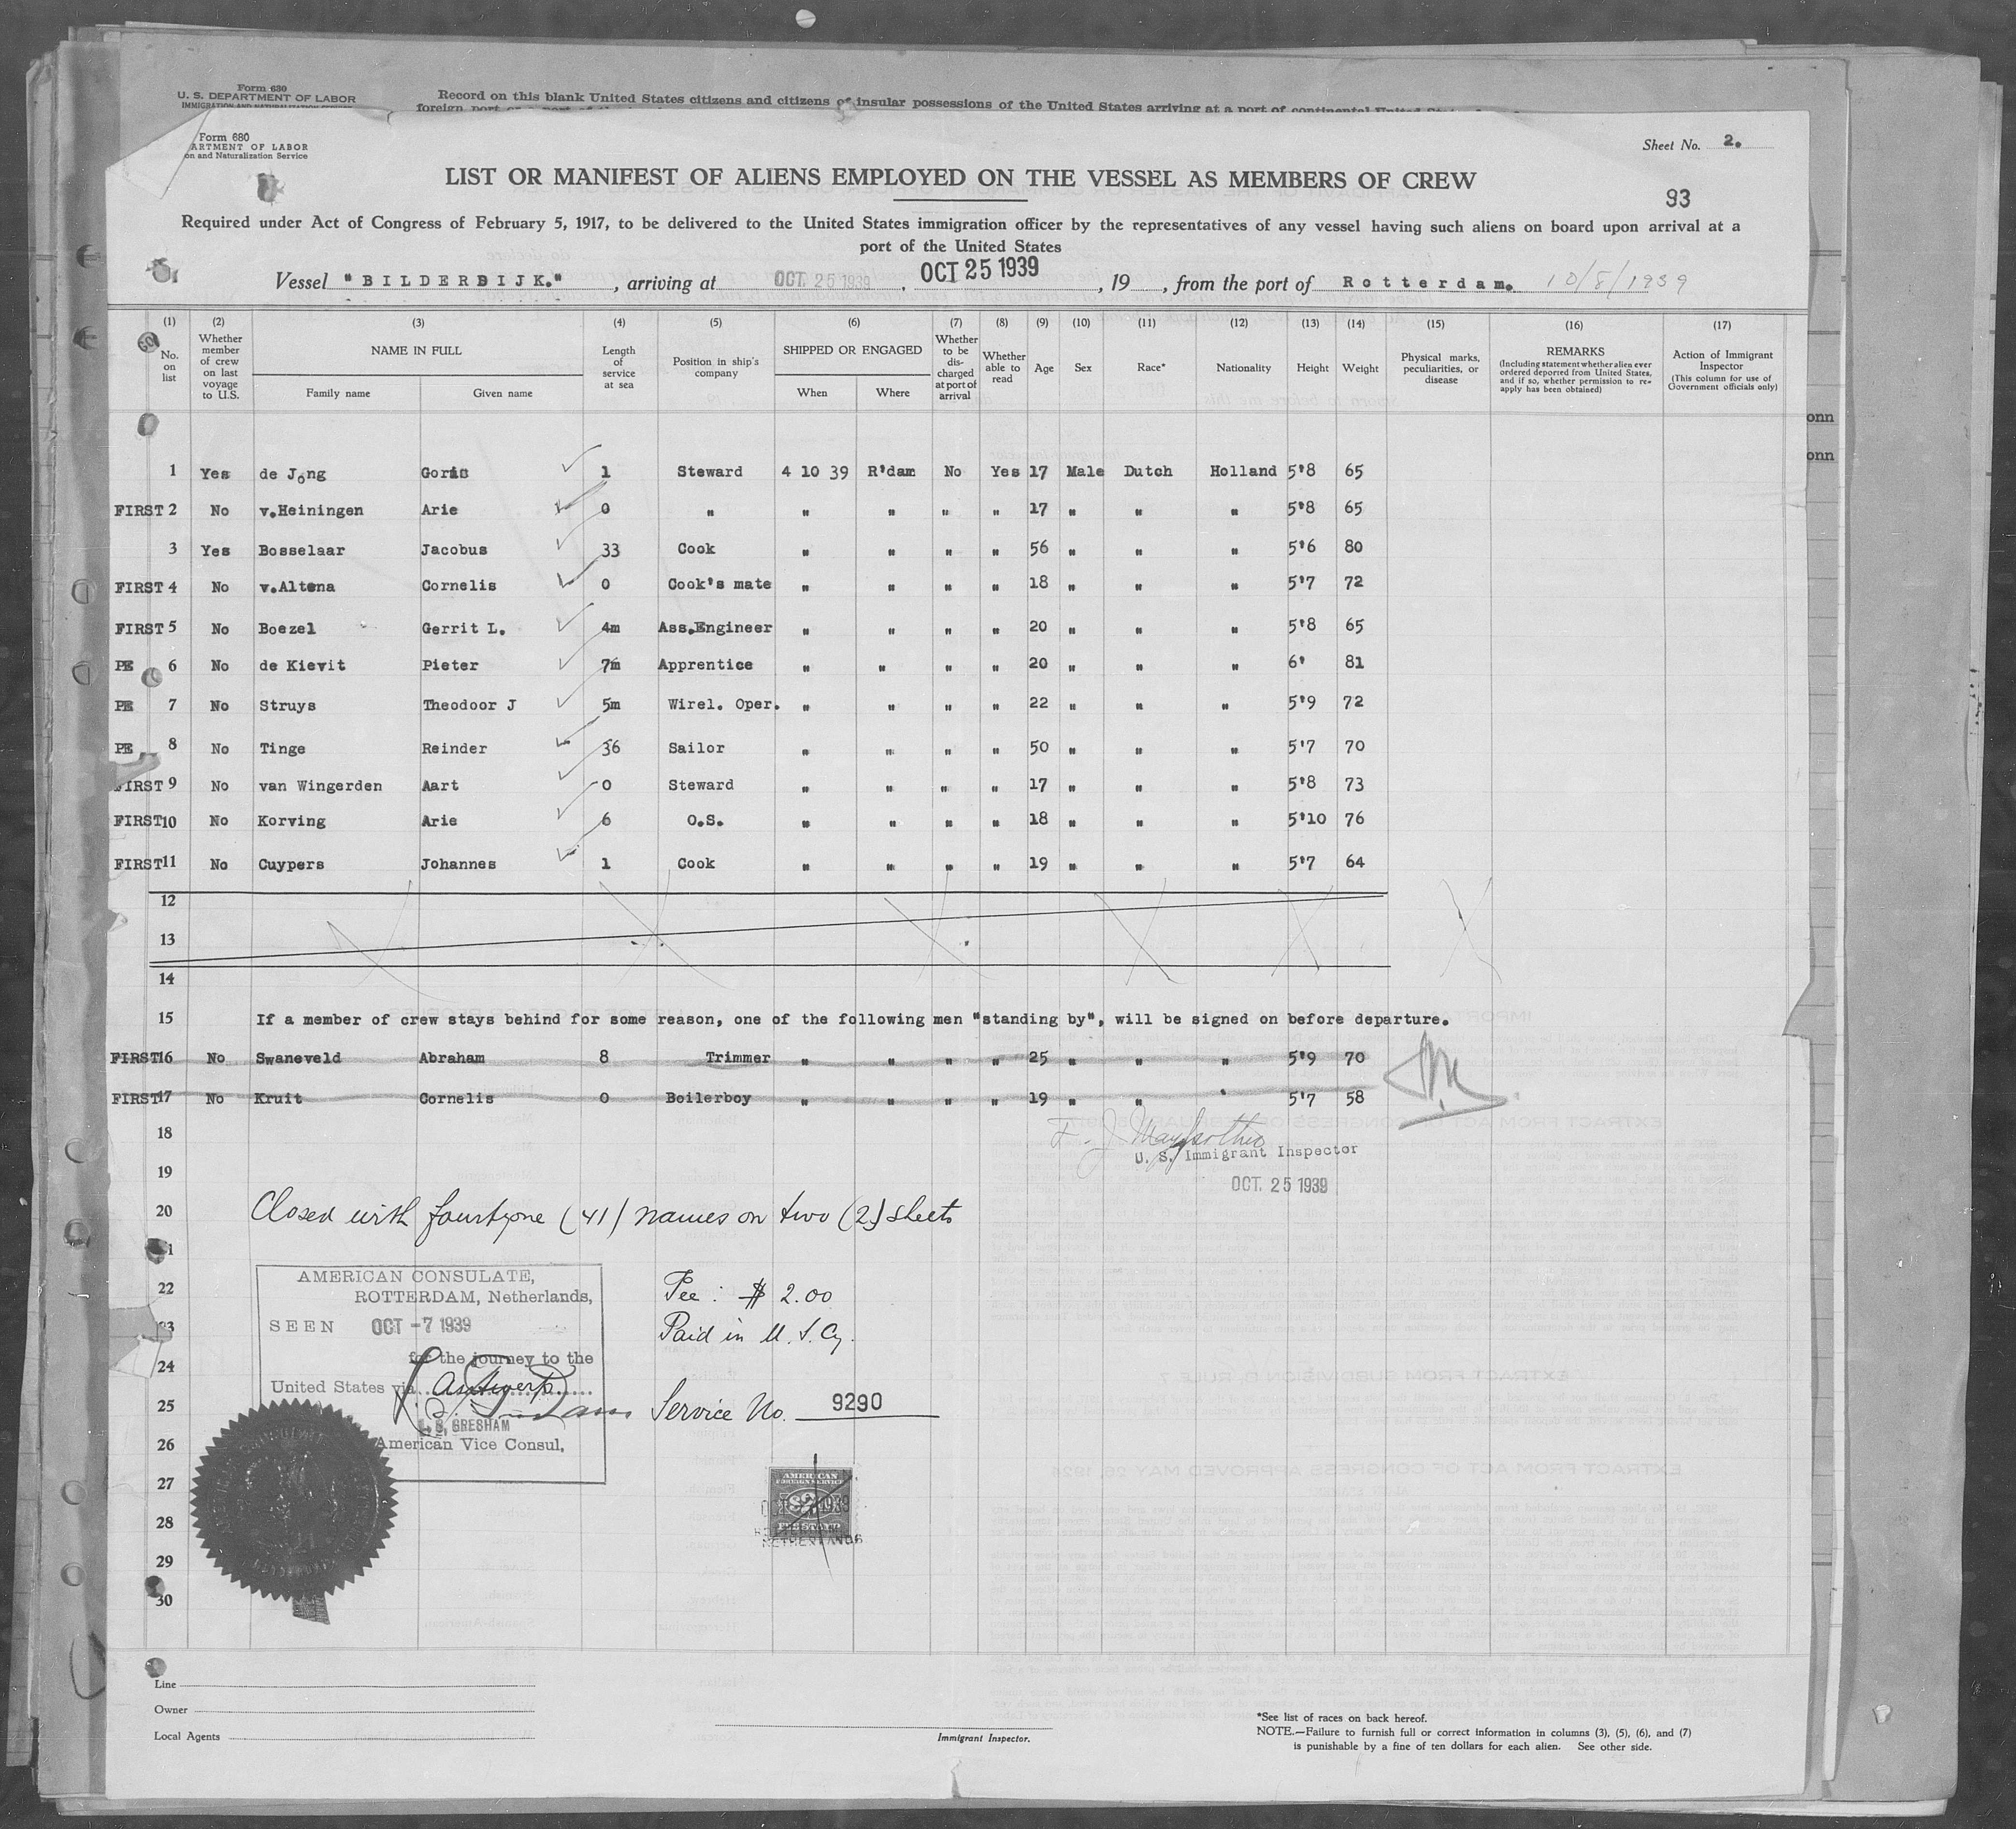 Form 680
U. S. DEPARTMENT OF LABOR
IMMIGRATION AND NATURALIZATION SERVICE
Record on this blank United States citizens and citizens of insular possessions of the United States arriving at a port of continental United
Form 680
ARTMENT OF LABOR
on and Naturalization Service
Sheet No. 2.
LIST OR MANIFEST OF ALIENS EMPLOYED ON THE VESSEL AS MEMBERS OF CREW
93
Required under Act of Congress of February 5, 1917, to be delivered to the United States immigration officer by the representatives of any vessel having such aliens on board upon arrival at a
port of the United States
Vessel "BILDERDIJK." , arriving at OCT. 25 1939 , OCT 25 1939 , 19 , from the port of Rotterdam. 10/8/1939
(1) (2) (3) (4) (5) (6) (7) (8) (9) (10) (11) (12) (13) (14) (15) (16) (17)
No. on list
Whether member of crew on last voyage to U.S.
NAME IN FULL
Family name Given name
Length of service at sea
Position in ship's company
SHIPPED OR ENGAGED
When Where
Whether to be discharged at port of arrival
Whether able to read
Age Sex Race* Nationality Height Weight
Physical marks, peculiarities, or disease
REMARKS
(Including statement whether alien ever ordered deported from United States, and if so, whether permission to reapply has been obtained)
Action of Immigrant Inspector
(This column for use of Government officials only)
1 Yes de Jong Goris 1 Steward 4 10 39 R'dam No Yes 17 Male Dutch Holland 5'8 65
FIRST 2 No v.Heiningen Arie 0 " " " " " 17 " " " 5'8 65
3 Yes Bosselaar Jacobus 33 Cook " " " " 56 " " " 5'6 80
FIRST 4 No v.Altena Cornelis 0 Cook's mate " " " " 18 " " " 5'7 72
FIRST 5 No Boezel Gerrit L. 4m Ass.Engineer " " " " 20 " " " 5'8 65
PE 6 No de Kievit Pieter 7m Apprentice " " " " 20 " " " 6' 81
PE 7 No Struys Theodoor J 5m Wirel. Oper. " " " " 22 " " " 5'9 72
PE 8 No Tinge Reinder 36 Sailor " " " " 50 " " " 5'7 70
FIRST 9 No van Wingerden Aart 0 Steward " " " " 17 " " " 5'8 73
FIRST 10 No Korving Arie 6 O.S. " " " " 18 " " " 5'10 76
FIRST 11 No Cuypers Johannes 1 Cook " " " " 19 " " " 5'7 64
12
13
14
15 If a member of crew stays behind for some reason, one of the following men "standing by", will be signed on before departure.
FIRST 16 No Swaneveld Abraham 8 Trimmer " " " " 25 " " " 5'9 70
FIRST 17 No Kruit Cornelis 0 Boilerboy " " " " 19 " " " 5'7 58
18
U. S. Immigrant Inspector
19
OCT. 25 1939
20 Closed with fourtyone (41) names on two (2) sheets
21
AMERICAN CONSULATE,
22 ROTTERDAM, Netherlands,
Fee : $ 2.00
23 SEEN OCT -7 1939
Paid in U. S. Cy.
for the journey to the
24
United States via Antwerp
25 Service No. 9290
GRESHAM
26 American Vice Consul,
27
AMERICAN
FOREIGN SERVICE
$2
28
FEE STAMP
NETHERLANDS
29
30
Line
Owner
Local Agents
Immigrant Inspector.
*See list of races on back hereof.
NOTE.—Failure to furnish full or correct information in columns (3), (5), (6), and (7)
is punishable by a fine of ten dollars for each alien. See other side.
onn
onn